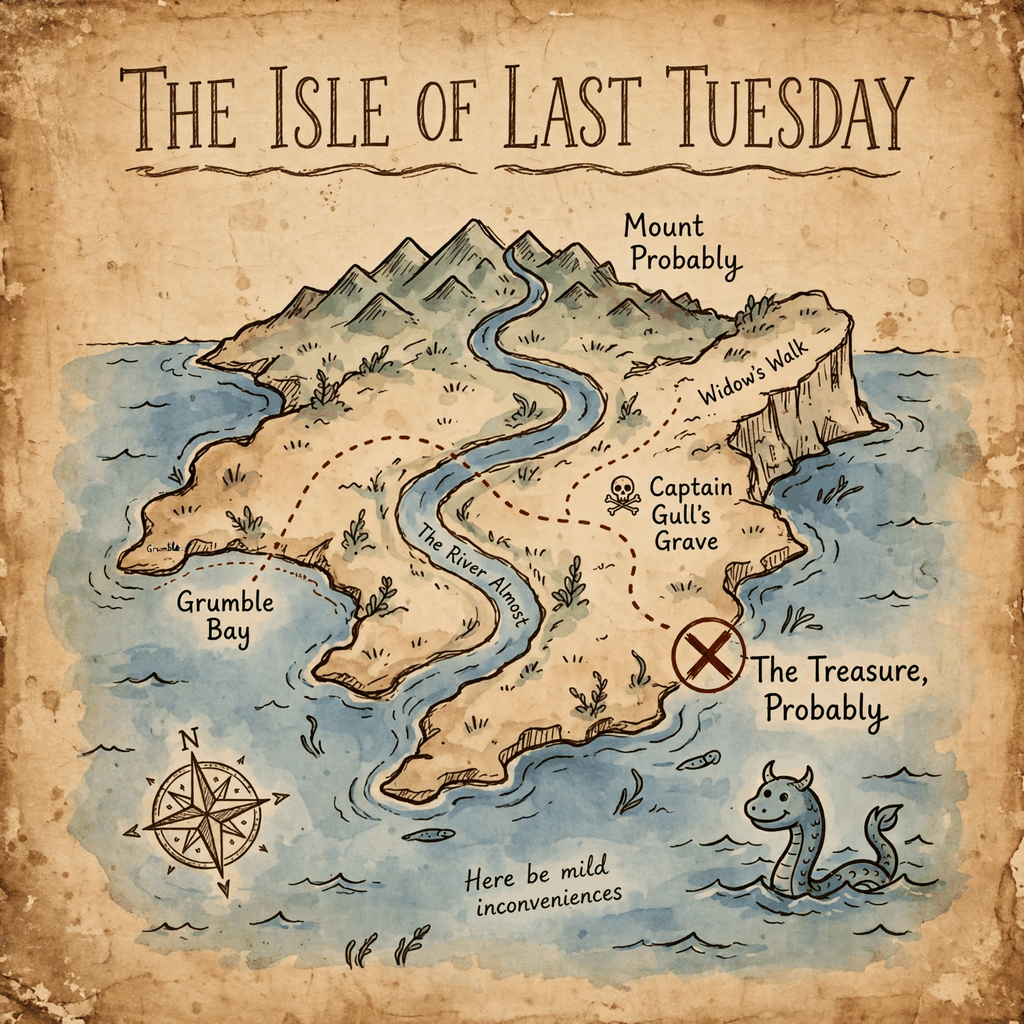 THE ISLE OF LAST TUESDAY
Mount
Probably
Widow's Walk
Captain
Gull's
Grave
The River Almost
Grumble
Grumble
Bay
The Treasure,
Probably
N
Here be mild
inconveniences